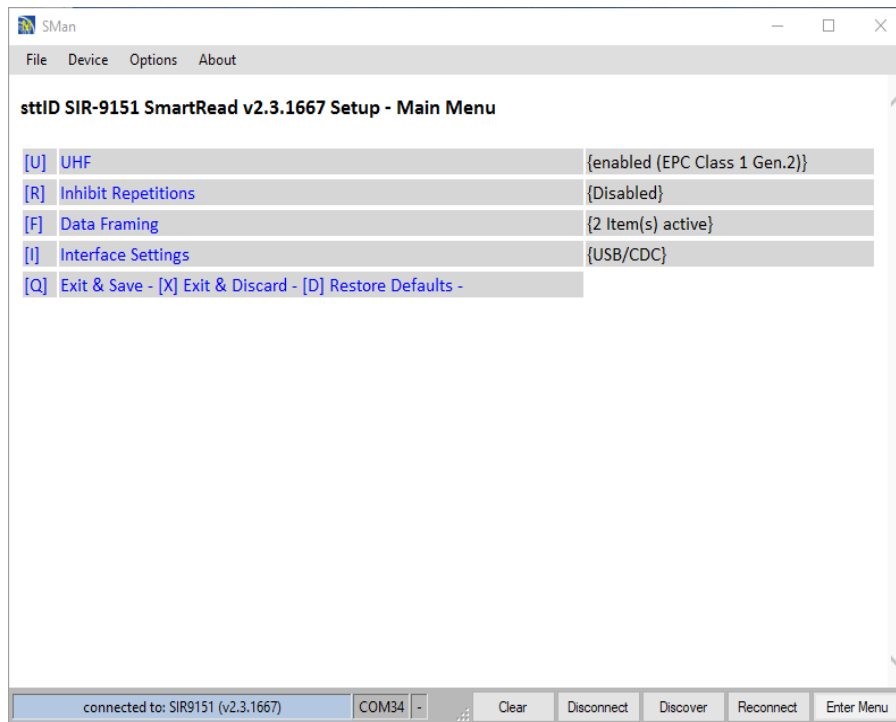 SMan
File Device Options About
sttID SIR-9151 SmartRead v2.3.1667 Setup - Main Menu
[U] UHF {enabled (EPC Class 1 Gen.2)}
[R] Inhibit Repetitions {Disabled}
[F] Data Framing {2 Item(s) active}
[I] Interface Settings {USB/CDC}
[Q] Exit & Save - [X] Exit & Discard - [D] Restore Defaults -
connected to: SIR9151 (v2.3.1667) COM34 - Clear Disconnect Discover Reconnect Enter Menu